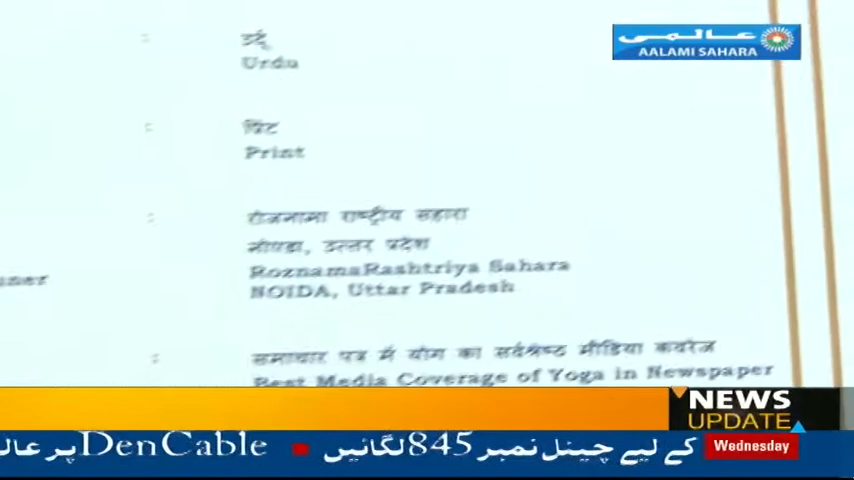 عالمی
AALAMI SAHARA
उर्दू
Urdu
प्रिंट
Print
रोजनामा राष्ट्रीय सहारा
नोएडा, उत्तर प्रदेश
RoznamaRashtriya Sahara
NOIDA, Uttar Pradesh
समाचार पत्र में योग का सर्वश्रेष्ठ मीडिया कवरेज
Best Media Coverage of Yoga in Newspaper
NEWS
UPDATE
کے لیے چینل نمبر 845 لگائیں ■ DenCable پر عا
Wednesday